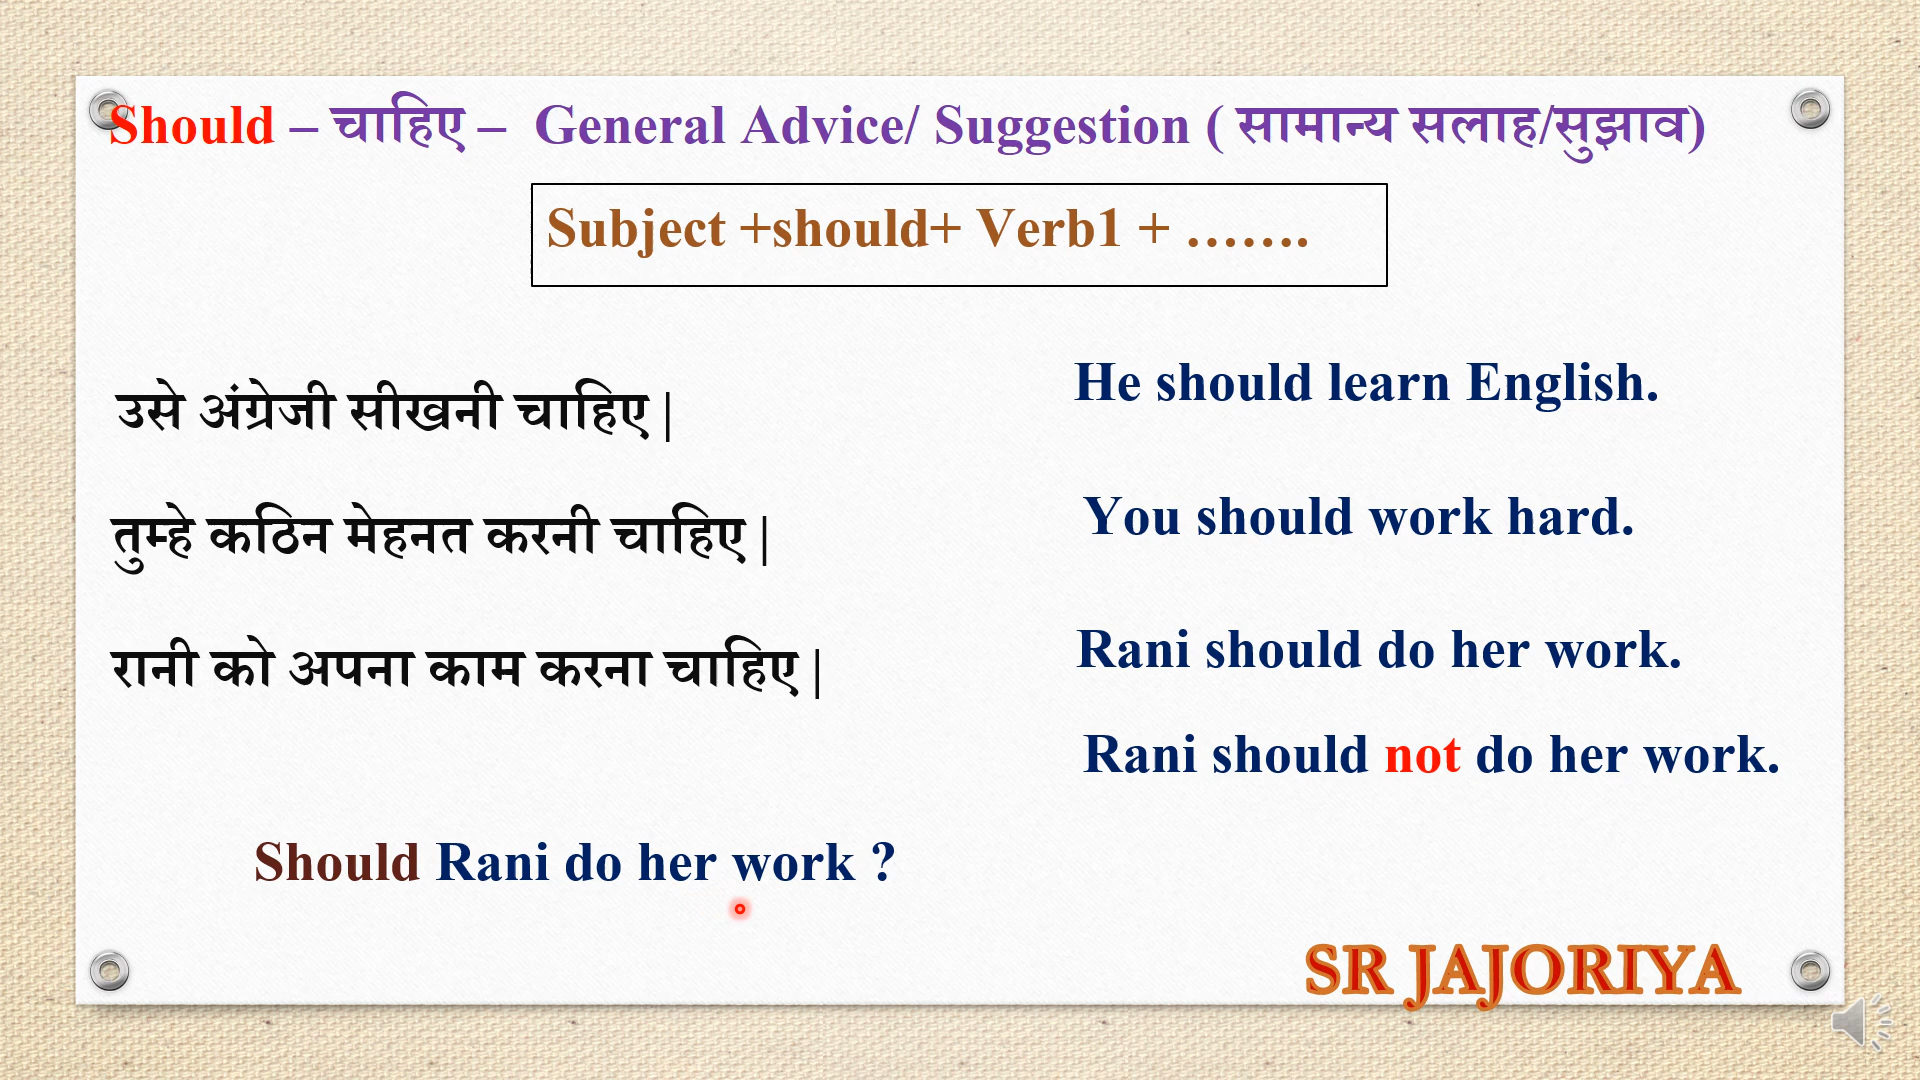 Should – चाहिए – General Advice/ Suggestion ( सामान्य सलाह/सुझाव)
Subject +should+ Verb1 + …….
उसे अंग्रेजी सीखनी चाहिए |
He should learn English.
तुम्हे कठिन मेहनत करनी चाहिए |
You should work hard.
रानी को अपना काम करना चाहिए |
Rani should do her work.
Rani should not do her work.
Should Rani do her work ?
SR JAJORIYA